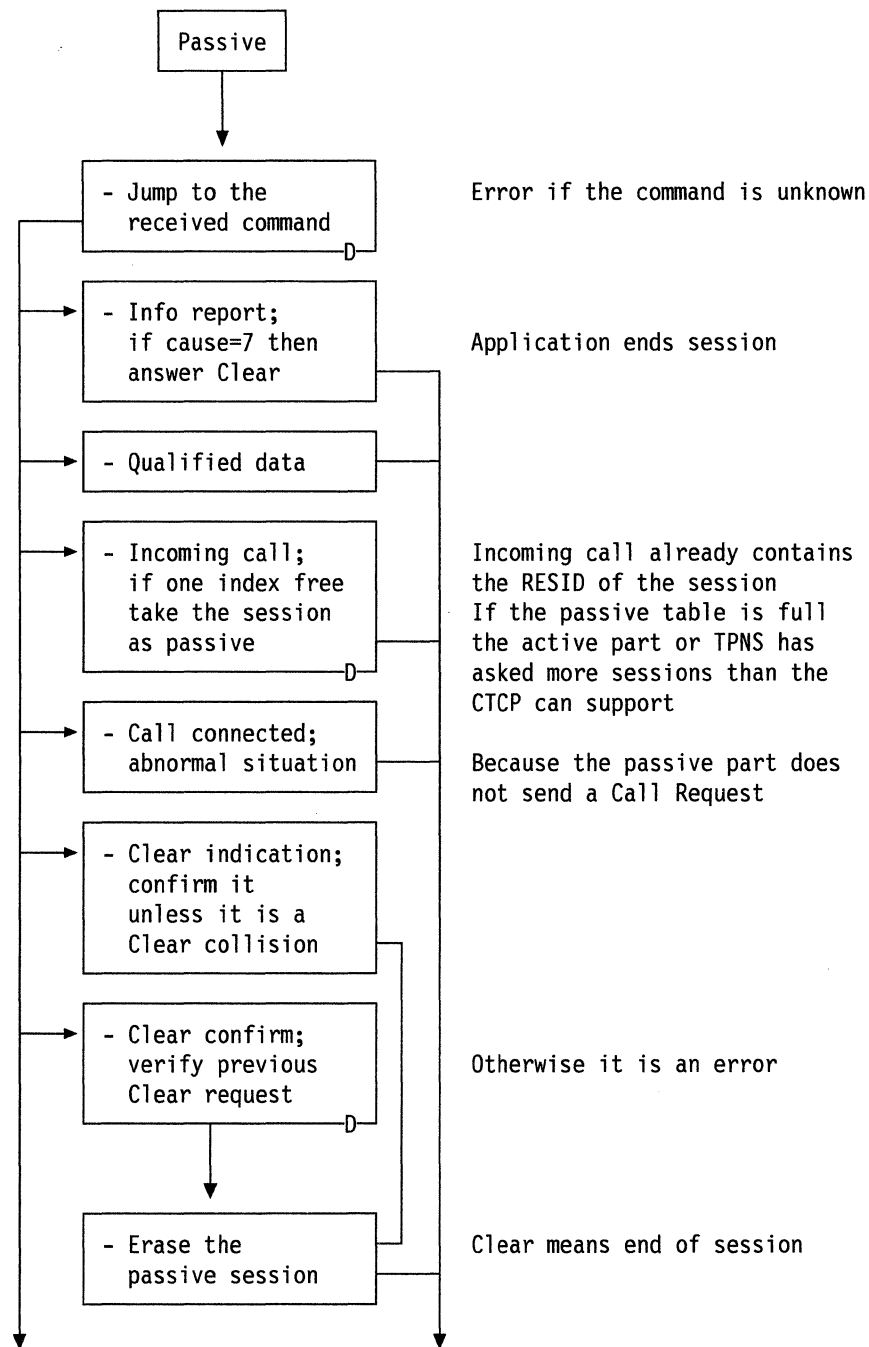 Passive
- Jump to the
received command
Error if the command is unknown
D
- Info report;
if cause=7 then
answer Clear
Application ends session
- Qualified data
- Incoming call;
if one index free
take the session
as passive
D
Incoming call already contains
the RESID of the session
If the passive table is full
the active part or TPNS has
asked more sessions than the
CTCP can support
- Call connected;
abnormal situation
Because the passive part does
not send a Call Request
- Clear indication;
confirm it
unless it is a
Clear collision
- Clear confirm;
verify previous
Clear request
D
Otherwise it is an error
- Erase the
passive session
Clear means end of session